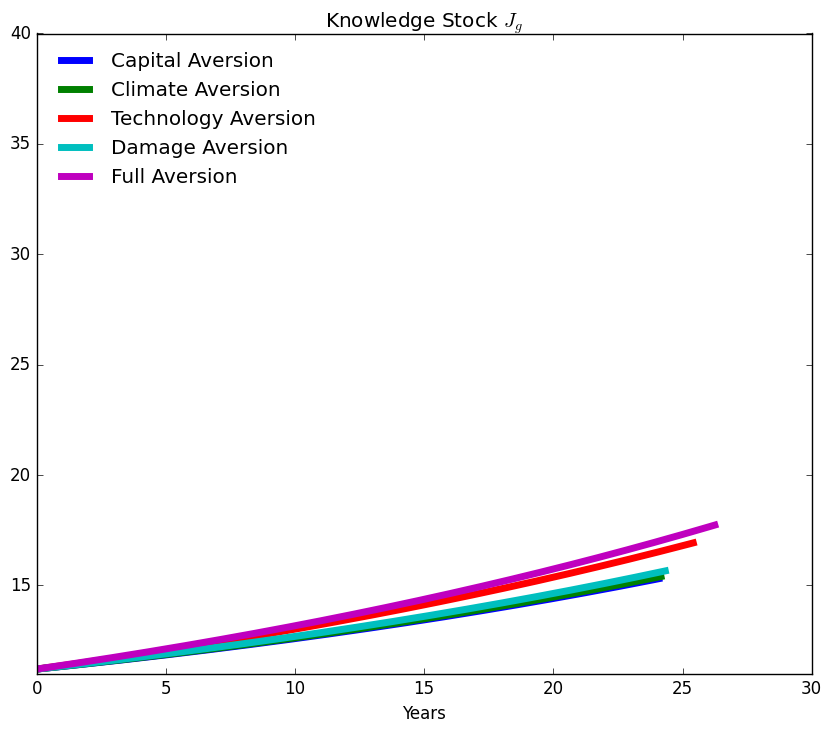 Knowledge Stock J_g
40
Capital Aversion
Climate Aversion
Technology Aversion
Damage Aversion
Full Aversion
35
30
25
20
15
0 5 10 15 20 25 30
Years